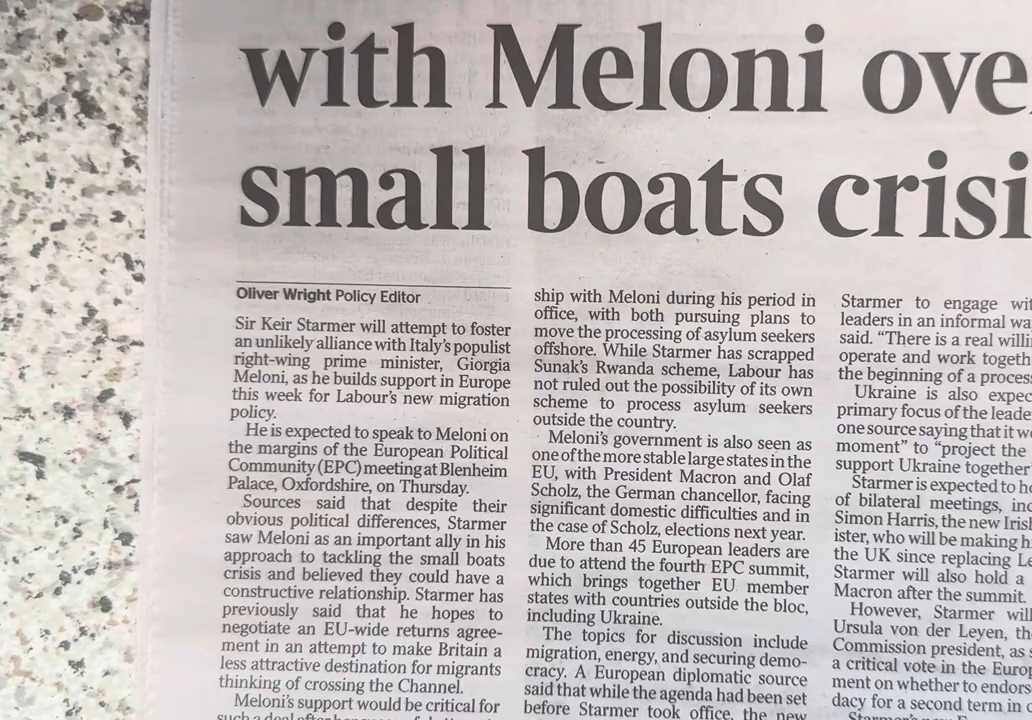 with Meloni
small boats
Oliver Wright Policy Editor
Sir Keir Starmer will attempt to foster
an unlikely alliance with Italy's populist
right-wing prime minister, Giorgia
Meloni, as he builds support in Europe
this week for Labour's new migration
policy.
He is expected to speak to Meloni on
the margins of the European Political
Community (EPC) meeting at Blenheim
Palace, Oxfordshire, on Thursday.
Sources said that despite their
obvious political differences, Starmer
saw Meloni as an important ally in his
approach to tackling the small boats
crisis and believed they could have a
constructive relationship. Starmer has
previously said that he hopes to
negotiate an EU-wide returns agree-
ment in an attempt to make Britain a
less attractive destination for migrants
thinking of crossing the Channel.
Meloni's support would be critical for
such a deal after
ship with Meloni during his period in
office, with both pursuing plans to
move the processing of asylum seekers
offshore. While Starmer has scrapped
Sunak's Rwanda scheme, Labour has
not ruled out the possibility of its own
scheme to process asylum seekers
outside the country.
Meloni's government is also seen as
one of the more stable large states in the
EU, with President Macron and Olaf
Scholz, the German chancellor, facing
significant domestic difficulties and in
the case of Scholz, elections next year.
More than 45 European leaders are
due to attend the fourth EPC summit,
which brings together EU member
states with countries outside the bloc,
including Ukraine.
The topics for discussion include
migration, energy, and securing demo-
cracy. A European diplomatic source
said that while the agenda had been set
before Starmer took office, the new
Starmer to engage
leaders in an informal
said. "There is a real
operate and work
the beginning of a
Ukraine is also
primary focus of the
one source saying that it
moment" to "project the
support Ukraine together"
Starmer is expected to
of bilateral meetings,
Simon Harris, the new
ister, who will be making
the UK since replacing
Starmer will also hold a
Macron after the summit.
However, Starmer
Ursula von der Leyen,
Commission president, as
a critical vote in the
ment on whether to
dacy for a second term in
Starmer's